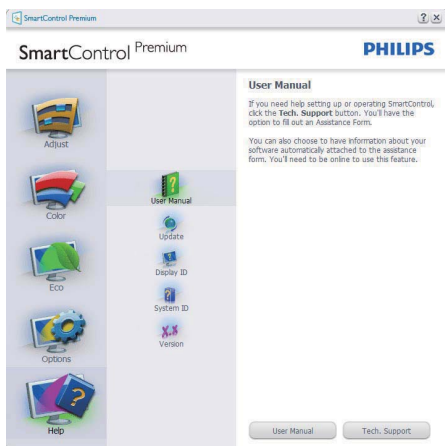 SmartControl Premium
SmartControl Premium
PHILIPS
Adjust
Color
Eco
Options
Help
User Manual
Update
Display ID
System ID
X.X
Version
User Manual
If you need help setting up or operating SmartControl,
click the Tech. Support button. You'll have the
option to fill out an Assistance Form.
You can also choose to have information about your
software automatically attached to the assistance
form. You'll need to be online to use this feature.
User Manual
Tech. Support